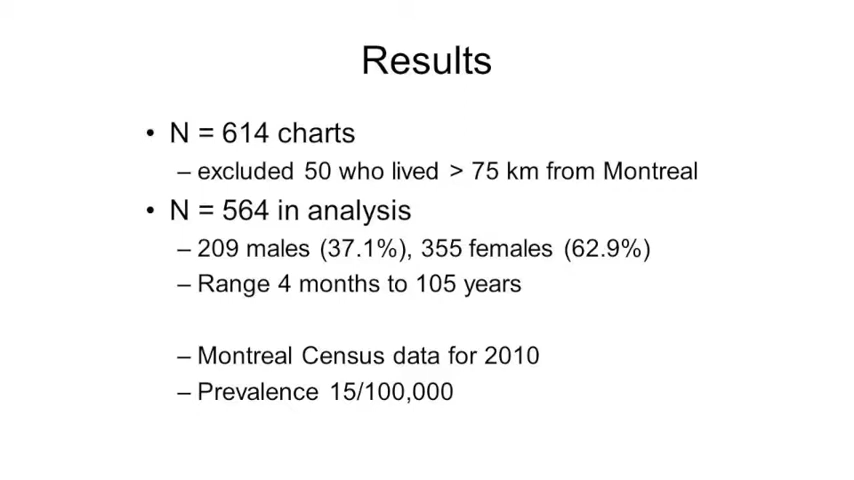 Results
• N = 614 charts
– excluded 50 who lived > 75 km from Montreal
• N = 564 in analysis
– 209 males (37.1%), 355 females (62.9%)
– Range 4 months to 105 years
– Montreal Census data for 2010
– Prevalence 15/100,000